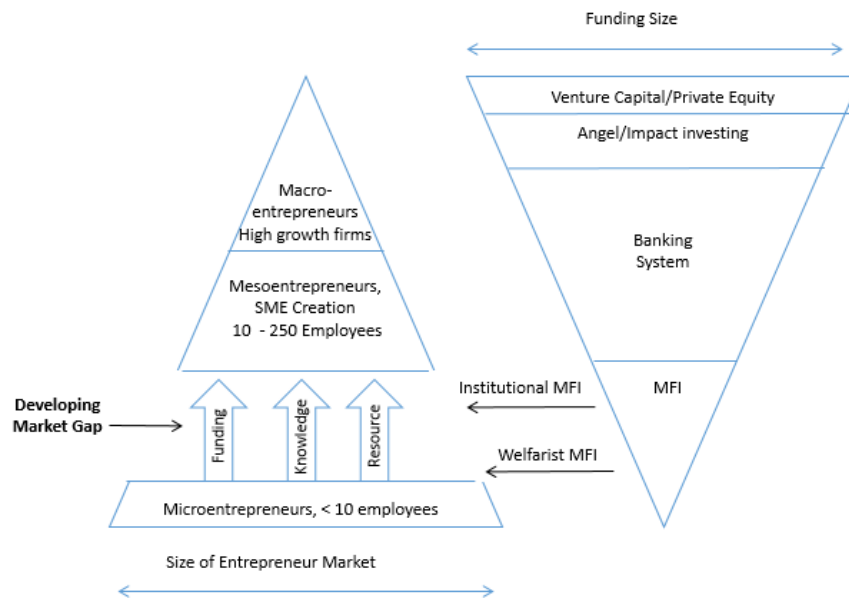 Funding Size
Venture Capital/Private Equity
Angel/Impact investing
Macro-
entrepreneurs
High growth firms
Banking
System
Mesoentrepreneurs,
SME Creation
10 - 250 Employees
Institutional MFI
MFI
Developing
Market Gap
Funding
Knowledge
Resource
Welfarist MFI
Microentrepreneurs, < 10 employees
Size of Entrepreneur Market